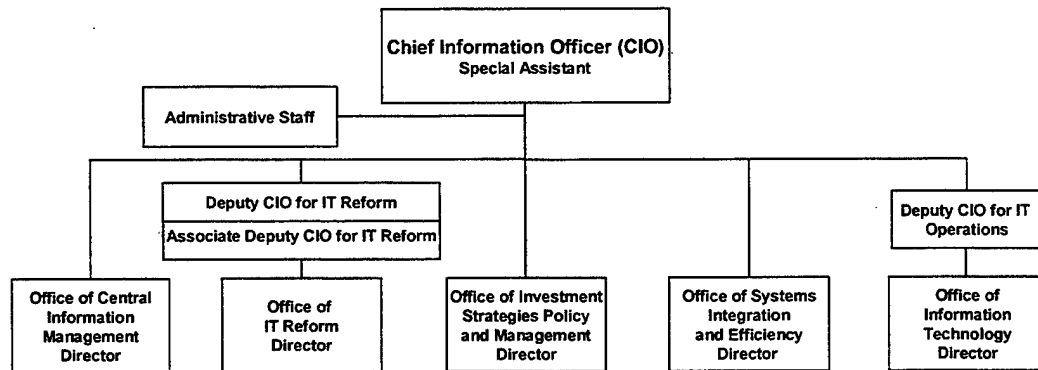 Chief Information Officer (CIO)
Special Assistant
Administrative Staff
Deputy CIO for IT Reform
Associate Deputy CIO for IT Reform
Deputy CIO for IT
Operations
Office of Central
Information
Management
Director
Office of
IT Reform
Director
Office of Investment
Strategies Policy
and Management
Director
Office of Systems
Integration
and Efficiency
Director
Office of
Information
Technology
Director